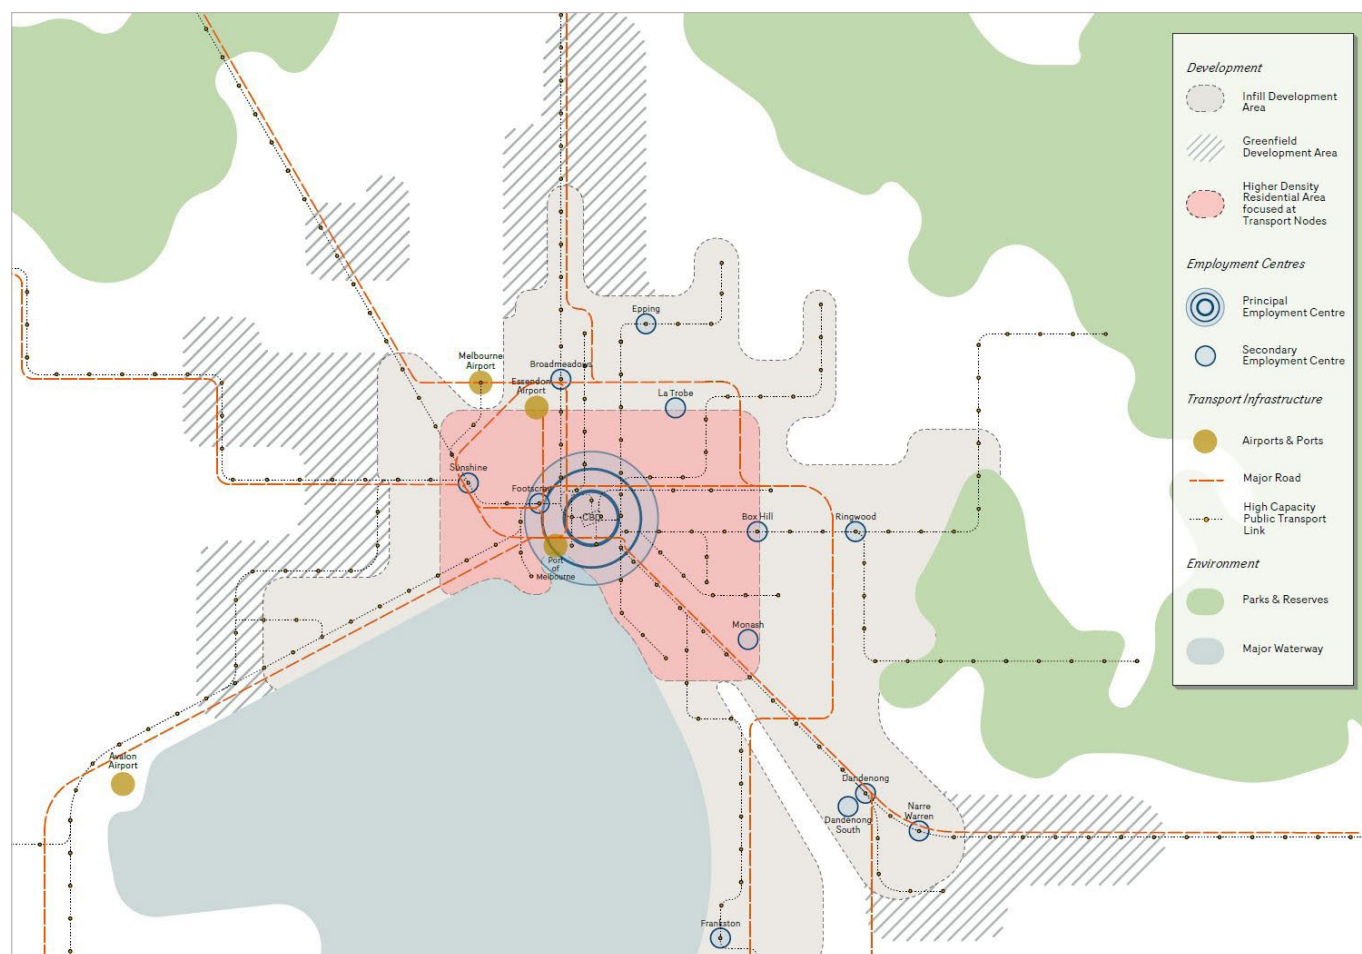 Development
Infill Development
Area
Greenfield
Development Area
Higher Density
Residential Area
focused at
Transport Nodes
Employment Centres
Principal
Employment Centre
Secondary
Employment Centre
Transport Infrastructure
Airports & Ports
Major Road
High Capacity
Public Transport
Link
Environment
Parks & Reserves
Major Waterway
Epping
Melbourne
Airport
Broadmeadows
Essendon
Airport
La Trobe
Sunshine
Footscray
CBD
Box Hill
Ringwood
Port
of
Melbourne
Monash
Avalon
Airport
Dandenong
Dandenong
South
Narre
Warren
Frankston